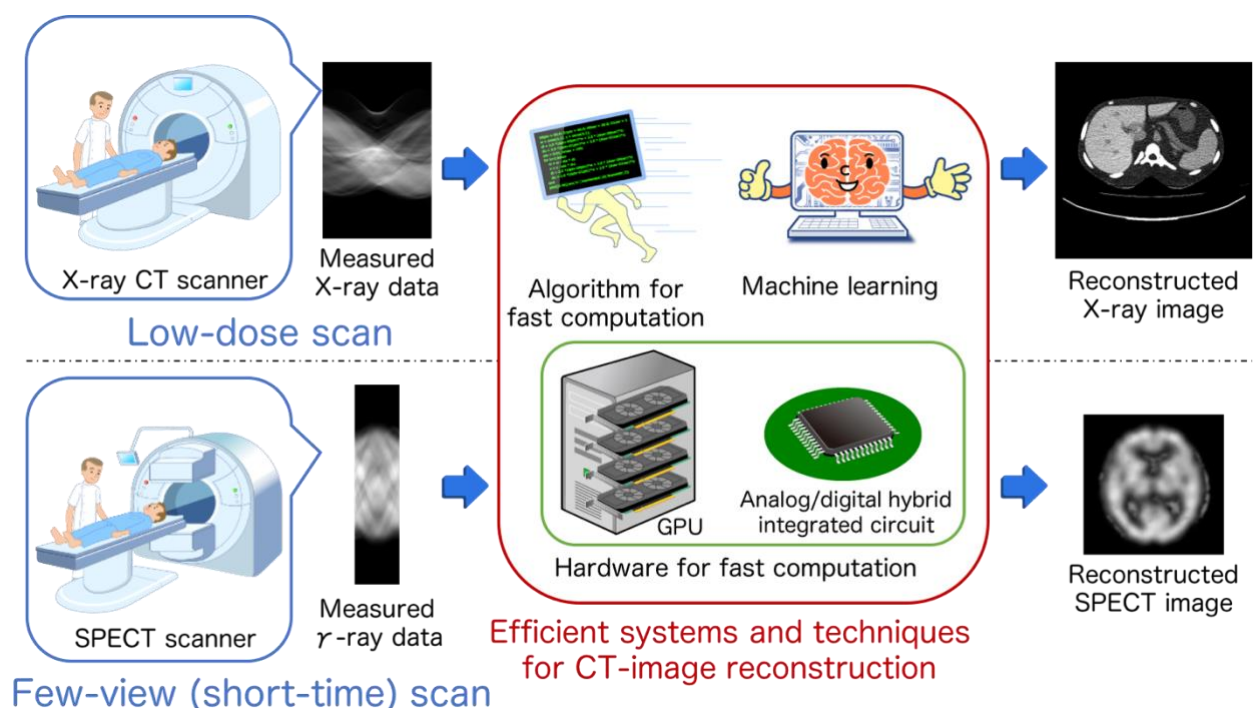 X-ray CT scanner
Measured
X-ray data
Low-dose scan
Algorithm for
fast computation
Machine learning
Reconstructed
X-ray image
GPU
Analog/digital hybrid
integrated circuit
Hardware for fast computation
SPECT scanner
Measured
γ-ray data
Few-view (short-time) scan
Efficient systems and techniques
for CT-image reconstruction
Reconstructed
SPECT image